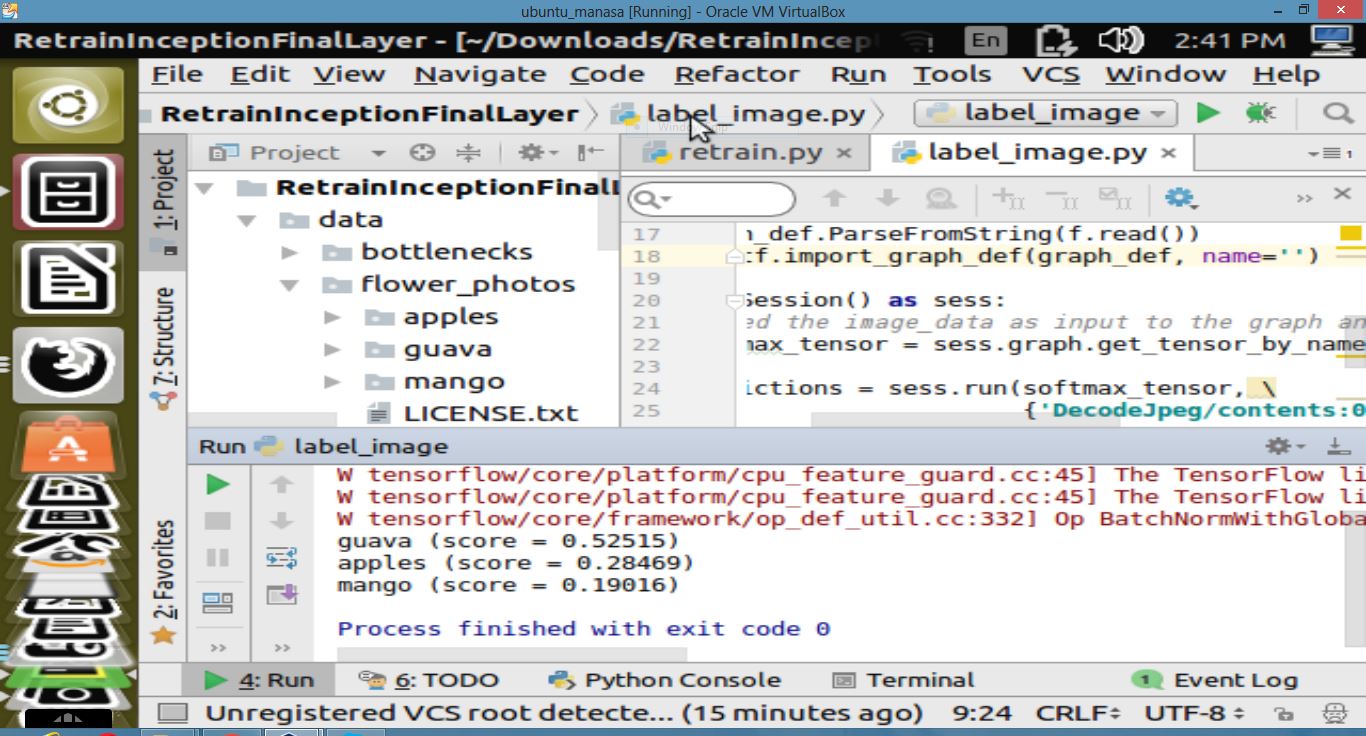 ubuntu_manasa [Running] - Oracle VM VirtualBox
RetrainInceptionFinalLayer - [~/Downloads/RetrainIncep
En
2:41 PM
File Edit View Navigate Code Refactor Run Tools VCS Window Help
RetrainInceptionFinalLayer label_image.py label_image
1: Project
7: Structure
2: Favorites
Project
retrain.py label_image.py
1
RetrainInceptionFinalL
data
bottlenecks
flower_photos
apples
guava
mango
LICENSE.txt
17 _def.ParseFromString(f.read())
18 f.import_graph_def(graph_def, name='')
19
20 Session() as sess:
21 ed the image_data as input to the graph an
22 max_tensor = sess.graph.get_tensor_by_name
23
24 ictions = sess.run(softmax_tensor, \
25 {'DecodeJpeg/contents:0
Run label_image
W tensorflow/core/platform/cpu_feature_guard.cc:45] The TensorFlow li
W tensorflow/core/platform/cpu_feature_guard.cc:45] The TensorFlow li
W tensorflow/core/framework/op_def_util.cc:332] Op BatchNormWithGloba
guava (score = 0.52515)
apples (score = 0.28469)
mango (score = 0.19016)
Process finished with exit code 0
4: Run 6: TODO Python Console Terminal 1 Event Log
Unregistered VCS root detecte... (15 minutes ago) 9:24 CRLF UTF-8